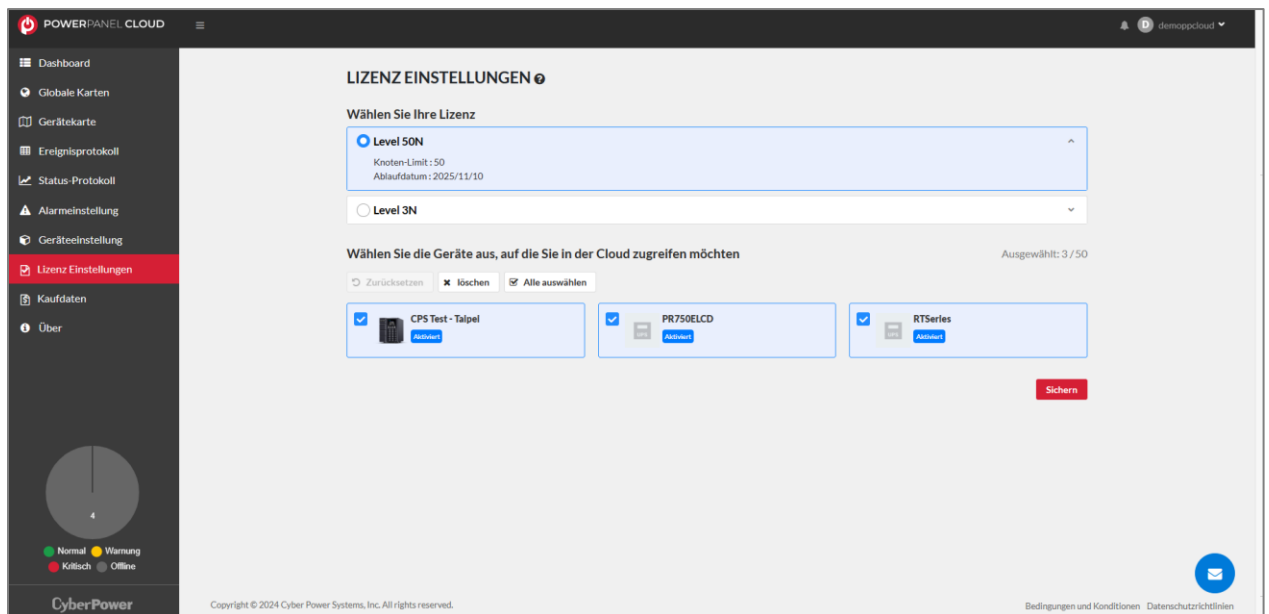 POWERPANEL CLOUD
demoppcloud
Dashboard
Globale Karten
Gerätekarte
Ereignisprotokoll
Status-Protokoll
Alarmeinstellung
Geräteeinstellung
Lizenz Einstellungen
Kaufdaten
Über
4
Normal Warnung
Kritisch Offline
CyberPower
LIZENZ EINSTELLUNGEN
Wählen Sie Ihre Lizenz
Level 50N
Knoten-Limit : 50
Ablaufdatum : 2025/11/10
Level 3N
Wählen Sie die Geräte aus, auf die Sie in der Cloud zugreifen möchten
Ausgewählt: 3 / 50
Zurücksetzen löschen Alle auswählen
CPS Test - Taipei
Aktiviert
PR750ELCD
Aktiviert
RTSeries
Aktiviert
Sichern
Copyright © 2024 Cyber Power Systems, Inc. All rights reserved.
Bedingungen und Konditionen Datenschutzrichtlinien